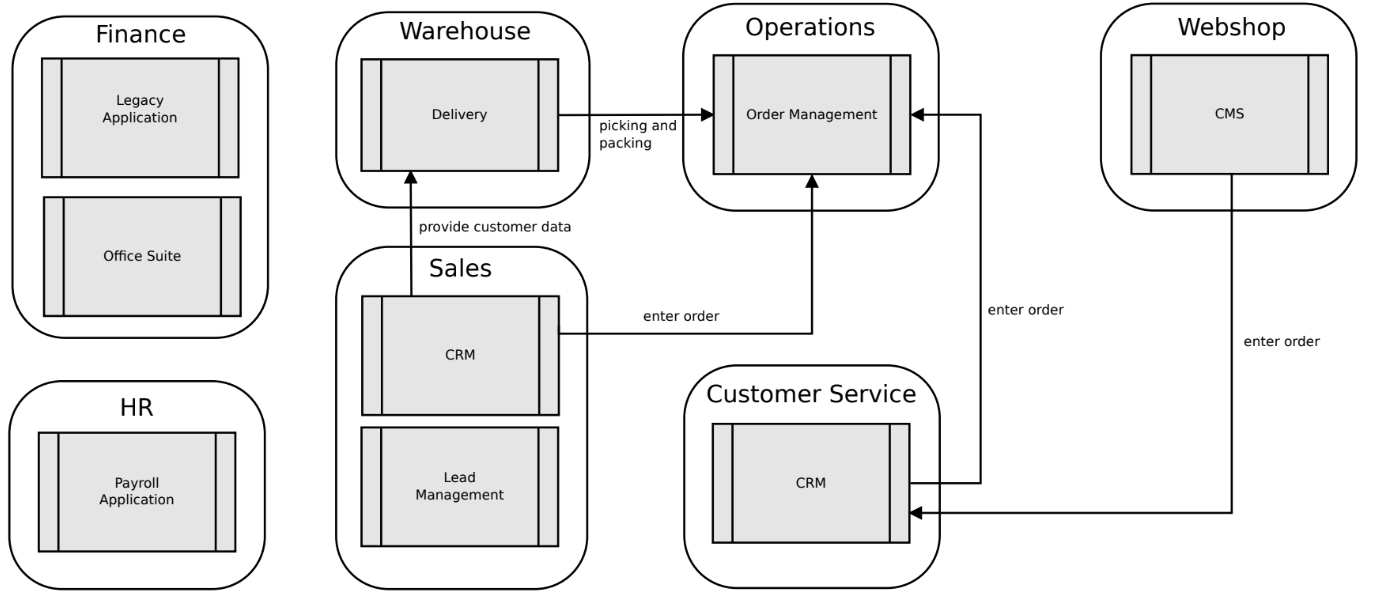 Finance
Legacy
Application
Office Suite
HR
Payroll
Application
Warehouse
Delivery
picking and
packing
provide customer data
Sales
CRM
enter order
Lead
Management
Operations
Order Management
enter order
Customer Service
CRM
Webshop
CMS
enter order